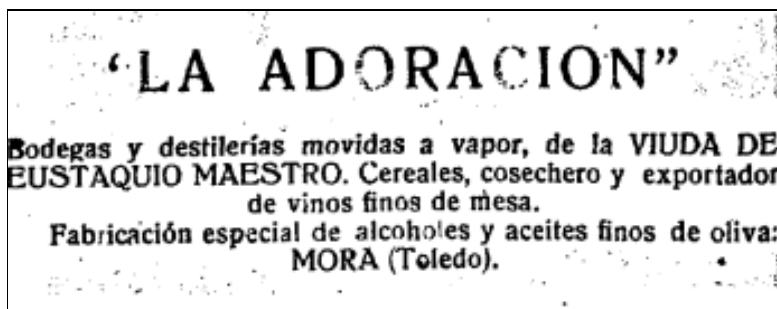 “LA ADORACION”
Bodegas y destilerías movidas a vapor, de la VIUDA DE
EUSTAQUIO MAESTRO. Cereales, cosechero y exportador
de vinos finos de mesa.
Fabricación especial de alcoholes y aceites finos de oliva:
MORA (Toledo).